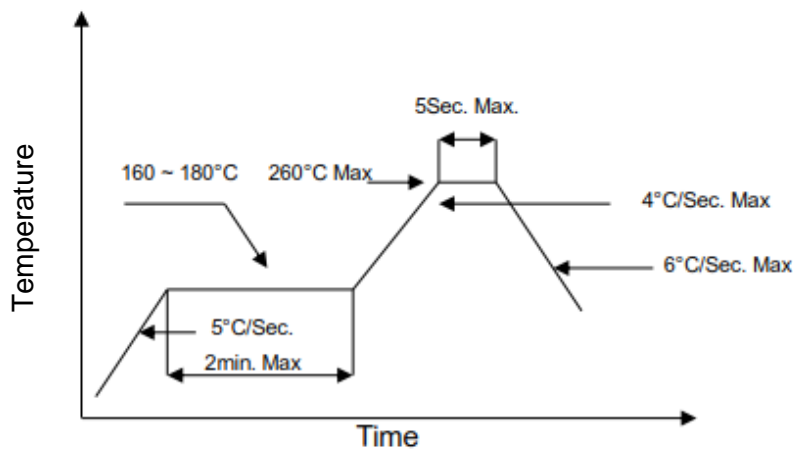 5Sec. Max.
160 ~ 180°C
260°C Max
4°C/Sec. Max
6°C/Sec. Max
5°C/Sec.
2min. Max
Temperature
Time